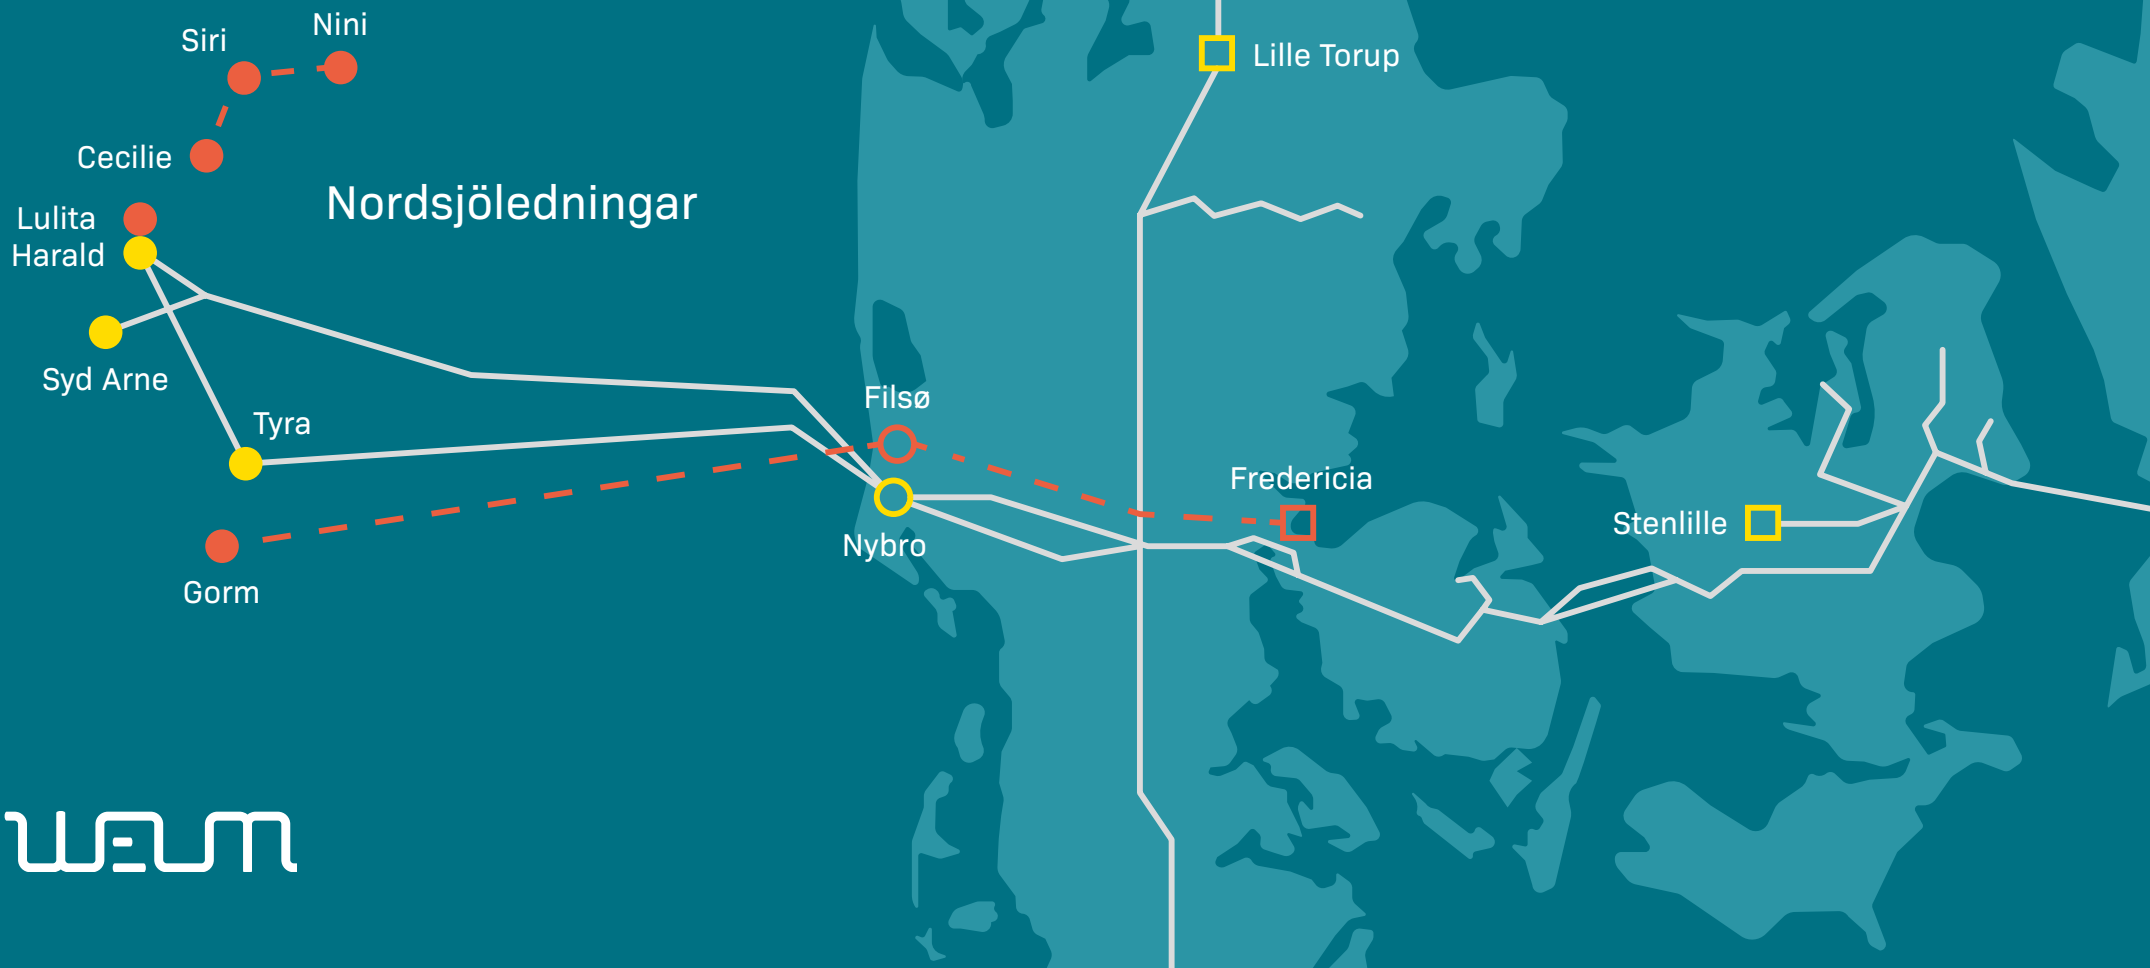 Nini
Siri
Lille Torup
Cecilie
Nordsjöledningar
Lulita
Harald
Syd Arne
Filsø
Tyra
Fredericia
Stenlille
Nybro
Gorm